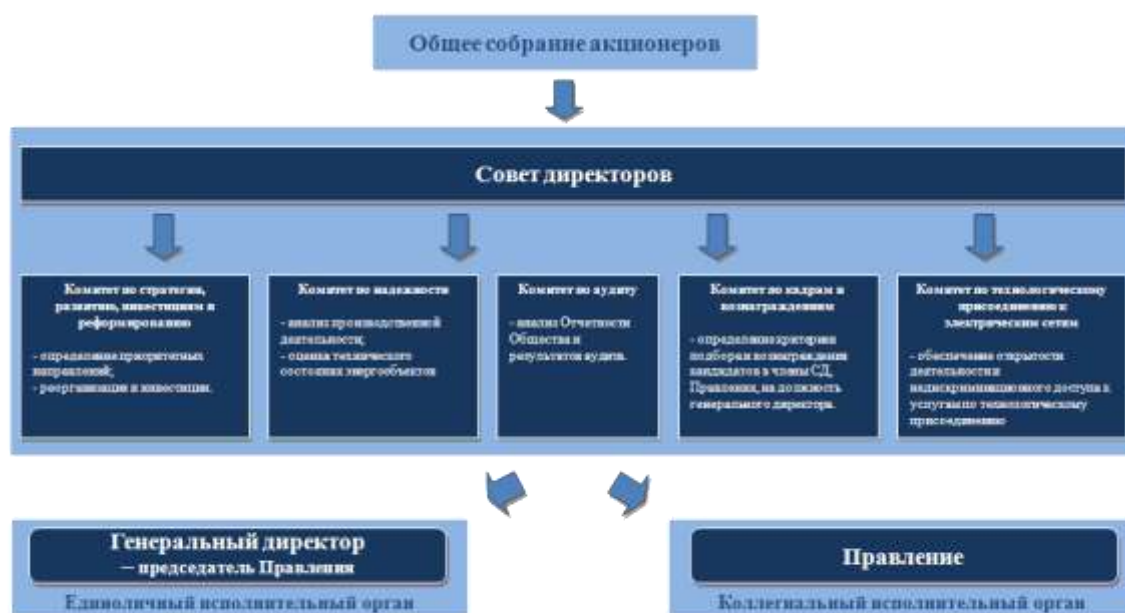 Общее собрание акционеров
Совет директоров
Комитет по стратегии,
развитию, инвестициям и
реформированию
- определение приоритетных
направлений;
- реорганизация и инвестиции.
Комитет по надежности
- анализ производственной
деятельности;
- оценка технического
состояния энергообъектов
Комитет по аудиту
- анализ Отчетности
Общества и
результатов аудита.
Комитет по кадрам и
вознаграждениям
- определение критериев
подбора и вознаграждения
кандидатов в члены СД,
Правления, на должность
генерального директора.
Комитет по технологическому
присоединению к
электрическим сетям
- обеспечение открытости
деятельности и
недискриминационного доступа к
услугам по технологическому
присоединению
Генеральный директор
— председатель Правления
Единоличный исполнительный орган
Правление
Коллегиальный исполнительный орган